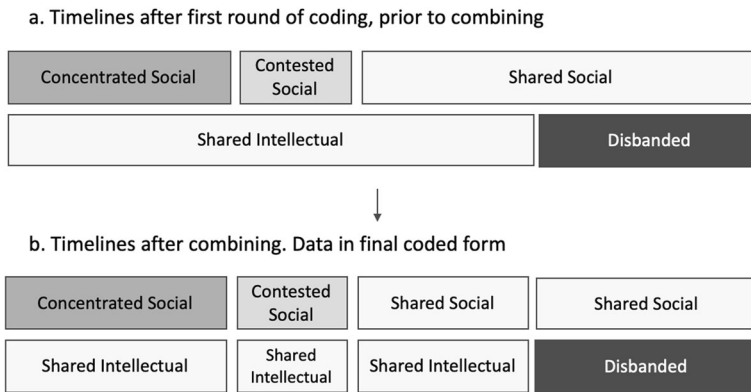 a. Timelines after first round of coding, prior to combining
Concentrated Social
Contested
Social
Shared Social
Shared Intellectual
Disbanded
b. Timelines after combining. Data in final coded form
Concentrated Social
Contested
Social
Shared Social
Shared Social
Shared Intellectual
Shared
Intellectual
Shared Intellectual
Disbanded